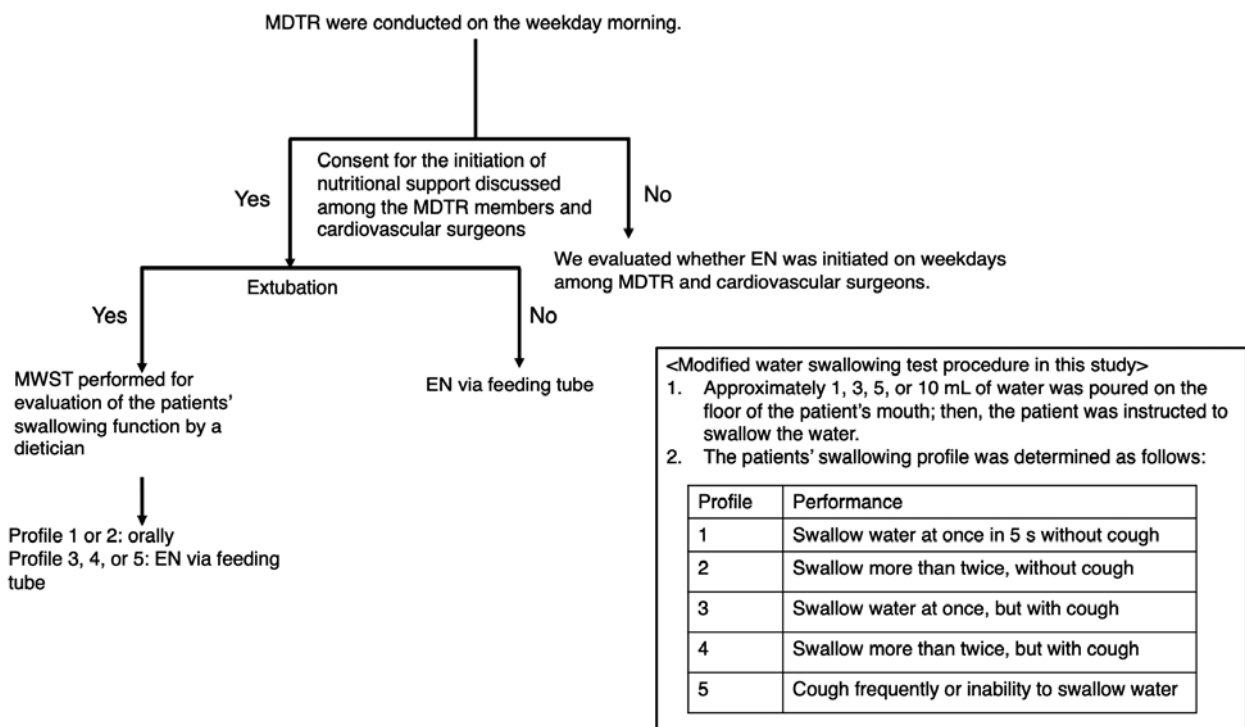 MDTR were conducted on the weekday morning.
Consent for the initiation of
nutritional support discussed
among the MDTR members and
cardiovascular surgeons
Yes
No
We evaluated whether EN was initiated on weekdays
among MDTR and cardiovascular surgeons.
Extubation
Yes
No
MWST performed for
evaluation of the patients’
swallowing function by a
dietician
EN via feeding tube
Profile 1 or 2: orally
Profile 3, 4, or 5: EN via feeding
tube
<Modified water swallowing test procedure in this study>
1. Approximately 1, 3, 5, or 10 mL of water was poured on the
floor of the patient’s mouth; then, the patient was instructed to
swallow the water.
2. The patients’ swallowing profile was determined as follows:
Profile Performance
1 Swallow water at once in 5 s without cough
2 Swallow more than twice, without cough
3 Swallow water at once, but with cough
4 Swallow more than twice, but with cough
5 Cough frequently or inability to swallow water